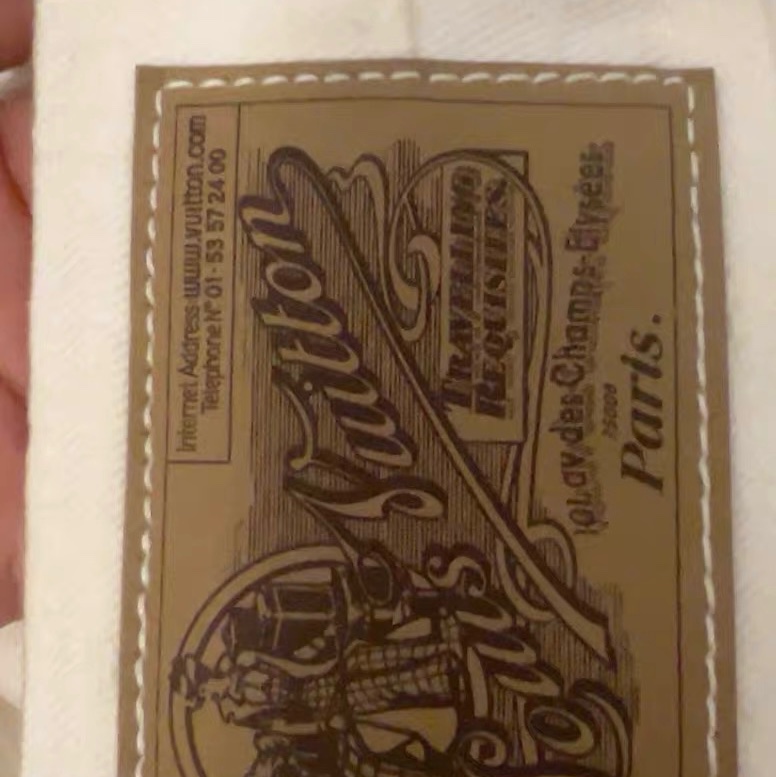 Internet Address www.vuitton.com
Telephone N° 01-53 57 24 00
Louis Vuitton
TRAVELLING
REQUISITES.
101, av. des Champs-Elysées
75008
Paris.